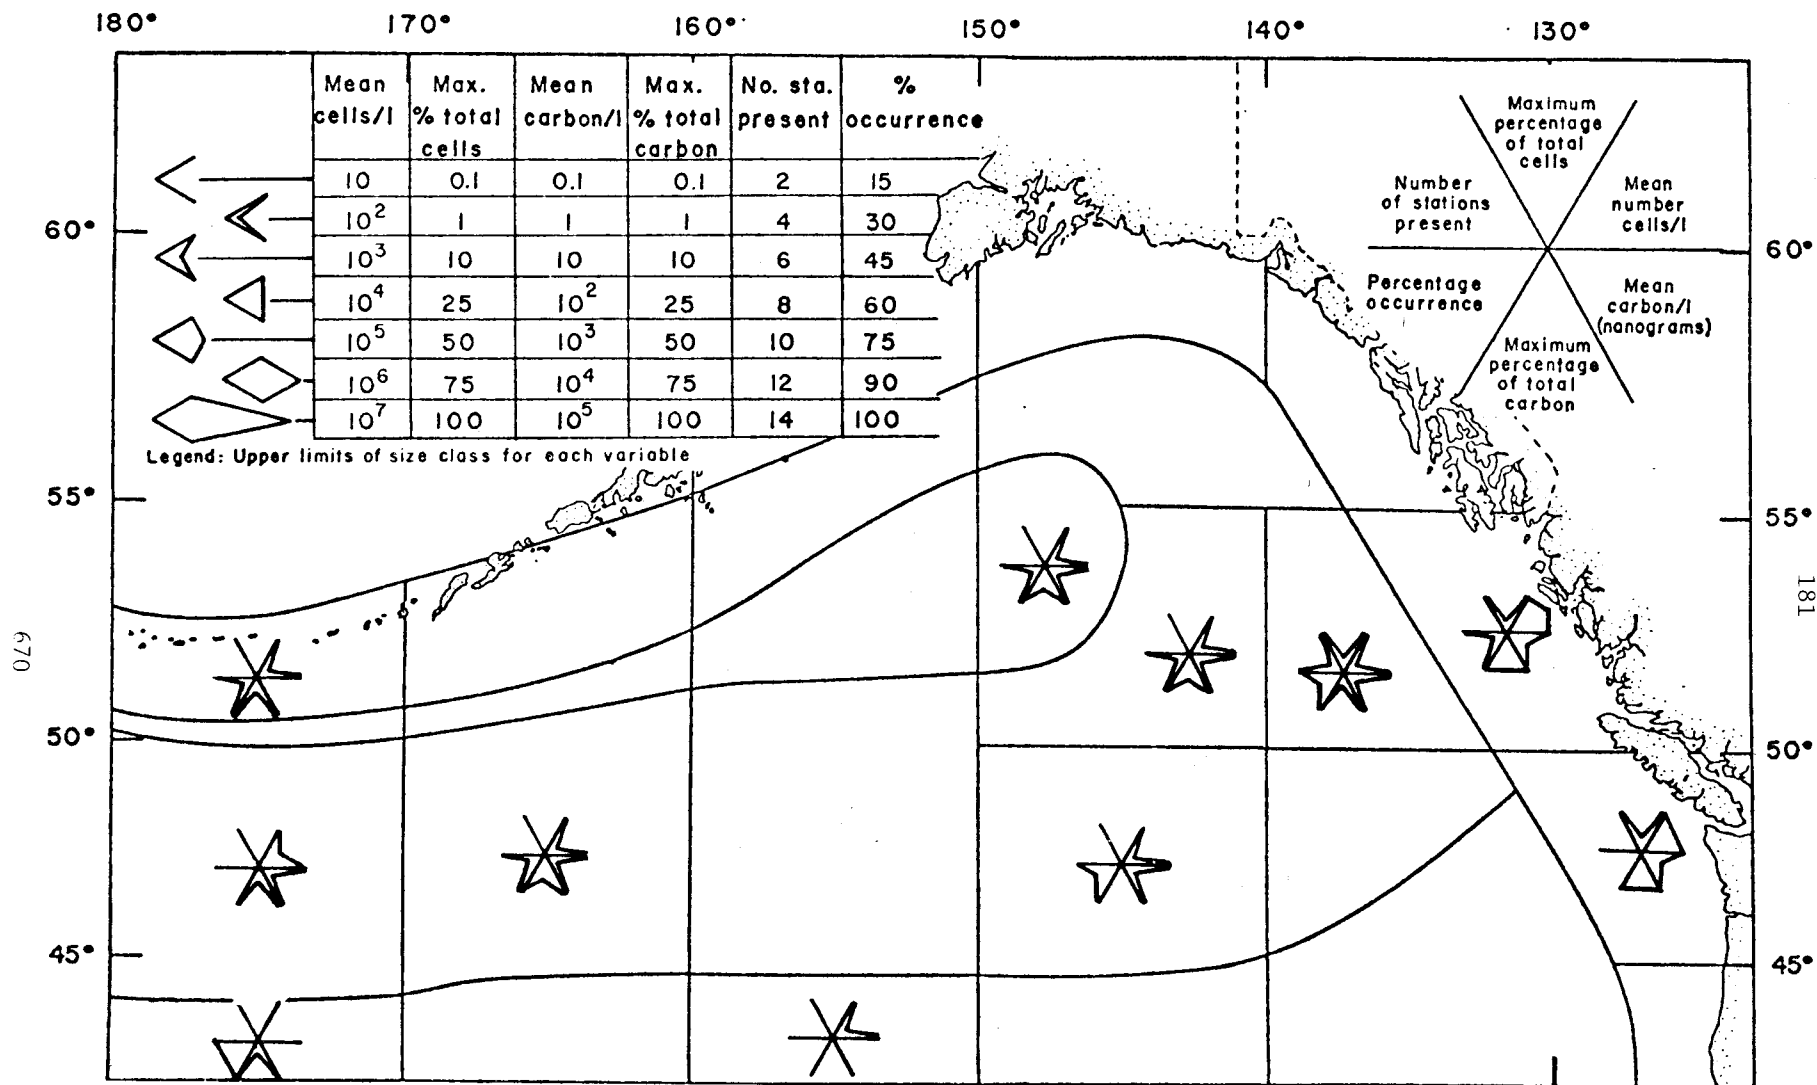 180° 170° 160° 150° 140° 130°
Mean cells/l Max. % total cells Mean carbon/l Max. % total carbon No. sta. present % occurrence
10 0.1 0.1 0.1 2 15
10² 1 1 1 4 30
10³ 10 10 10 6 45
10⁴ 25 10² 25 8 60
10⁵ 50 10³ 50 10 75
10⁶ 75 10⁴ 75 12 90
10⁷ 100 10⁵ 100 14 100
Legend: Upper limits of size class for each variable
Maximum
percentage
of total
cells
Number
of stations
present
Mean
number
cells/l
Percentage
occurrence
Mean
carbon/l
(nanograms)
Maximum
percentage
of total
carbon
60°
55°
50°
45°
60°
55°
50°
45°
670
181